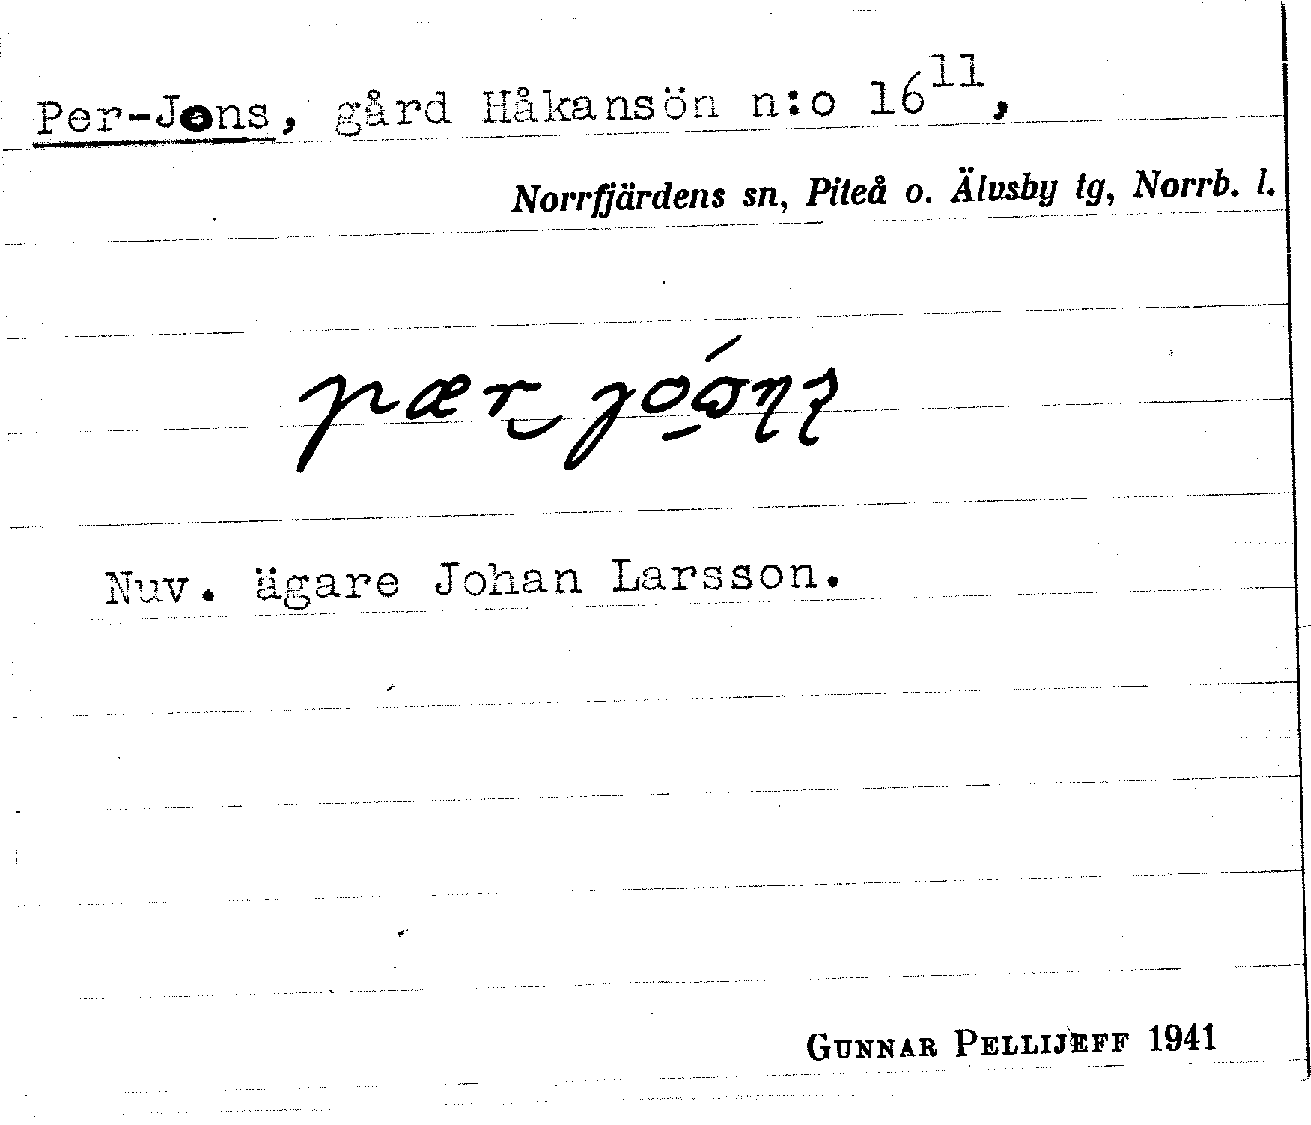 Per-Jons, gård Håkansön n:o 16¹¹,
Norrfjärdens sn, Piteå o. Älvsby tg, Norrb. l.
Nuv. ägare Johan Larsson.
GUNNAR PELLIJEFF 1941